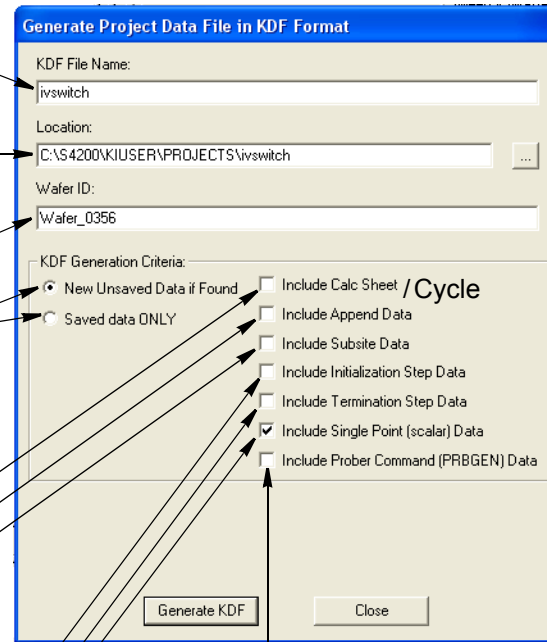 Generate Project Data File in KDF Format
KDF File Name:
ivswitch
Location:
C:\S4200\KIUSER\PROJECTS\ivswitch
...
Wafer ID:
Wafer_0356
KDF Generation Criteria:
New Unsaved Data if Found
Saved data ONLY
Include Calc Sheet / Cycle
Include Append Data
Include Subsite Data
Include Initialization Step Data
Include Termination Step Data
Include Single Point (scalar) Data
Include Prober Command (PRBGEN) Data
Generate KDF
Close